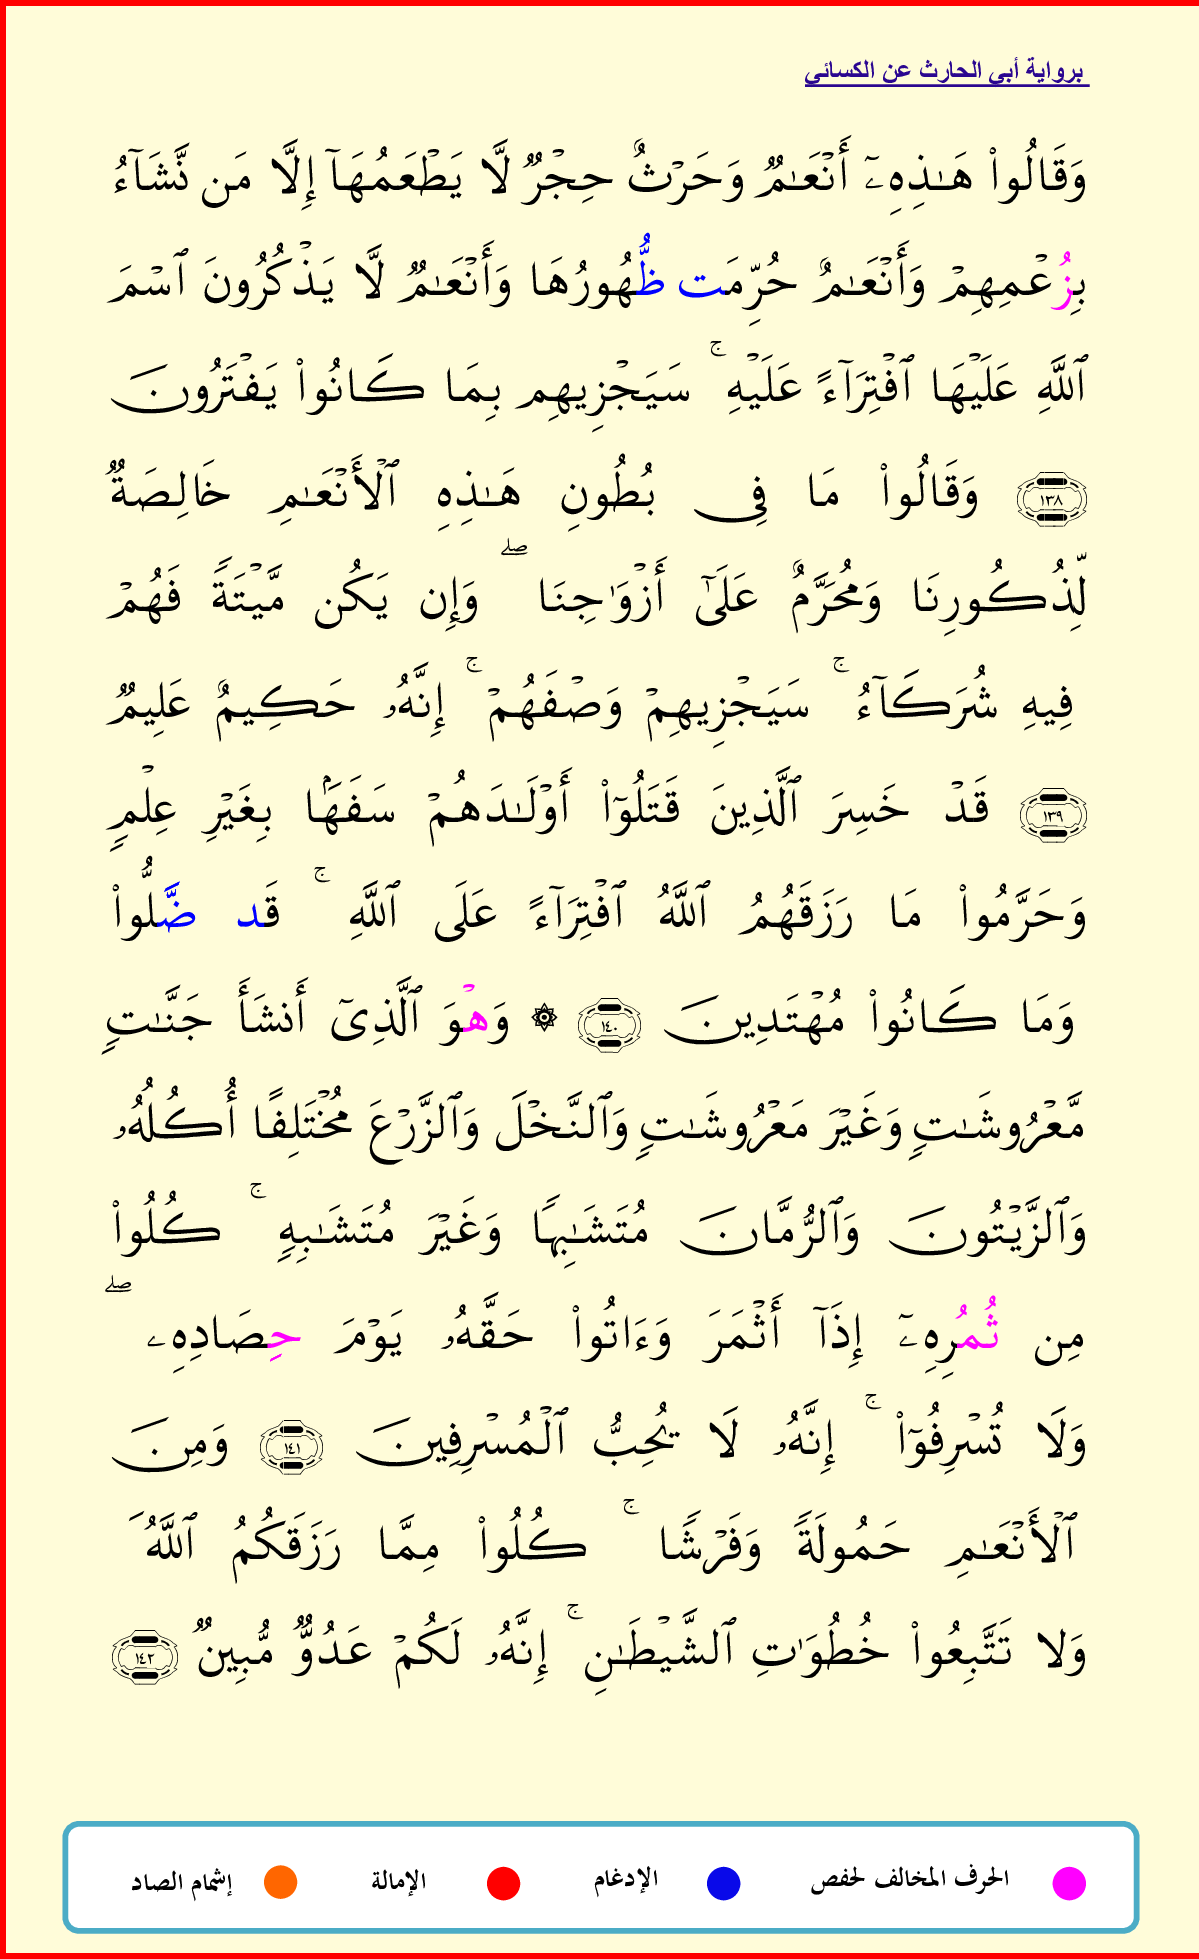 برواية أبي الحارث عن الكسائي
وَقَالُوا۟ هَـٰذِهِۦٓ أَنْعَـٰمٌ وَحَرْثٌ حِجْرٌ لَّا يَطْعَمُهَآ إِلَّا مَن نَّشَآءُ
بِزُعْمِهِمْ وَأَنْعَـٰمٌ حُرِّمَت ظُّهُورُهَا وَأَنْعَـٰمٌ لَّا يَذْكُرُونَ ٱسْمَ
ٱللَّهِ عَلَيْهَا ٱفْتِرَآءً عَلَيْهِ ۚ سَيَجْزِيهِم بِمَا كَانُوا۟ يَفْتَرُونَ
١٣٨ وَقَالُوا۟ مَا فِى بُطُونِ هَـٰذِهِ ٱلْأَنْعَـٰمِ خَالِصَةٌ
لِّذُكُورِنَا وَمُحَرَّمٌ عَلَىٰٓ أَزْوَٰجِنَا ۖ وَإِن يَكُن مَّيْتَةً فَهُمْ
فِيهِ شُرَكَآءُ ۚ سَيَجْزِيهِمْ وَصْفَهُمْ ۚ إِنَّهُۥ حَكِيمٌ عَلِيمٌ
١٣٩ قَدْ خَسِرَ ٱلَّذِينَ قَتَلُوٓا۟ أَوْلَـٰدَهُمْ سَفَهًۢا بِغَيْرِ عِلْمٍ
وَحَرَّمُوا۟ مَا رَزَقَهُمُ ٱللَّهُ ٱفْتِرَآءً عَلَى ٱللَّهِ ۚ قَد ضَّلُّوا۟
وَمَا كَانُوا۟ مُهْتَدِينَ ١٤٠ ۞ وَهْوَ ٱلَّذِىٓ أَنشَأَ جَنَّـٰتٍ
مَّعْرُوشَـٰتٍ وَغَيْرَ مَعْرُوشَـٰتٍ وَٱلنَّخْلَ وَٱلزَّرْعَ مُخْتَلِفًا أُكُلُهُۥ
وَٱلزَّيْتُونَ وَٱلرُّمَّانَ مُتَشَـٰبِهًا وَغَيْرَ مُتَشَـٰبِهٍ ۚ كُلُوا۟
مِن ثُمُرِهِۦٓ إِذَآ أَثْمَرَ وَءَاتُوا۟ حَقَّهُۥ يَوْمَ حِصَادِهِۦ ۖ
وَلَا تُسْرِفُوٓا۟ ۚ إِنَّهُۥ لَا يُحِبُّ ٱلْمُسْرِفِينَ ١٤١ وَمِنَ
ٱلْأَنْعَـٰمِ حَمُولَةً وَفَرْشًا ۚ كُلُوا۟ مِمَّا رَزَقَكُمُ ٱللَّهُ
وَلَا تَتَّبِعُوا۟ خُطُوَٰتِ ٱلشَّيْطَـٰنِ ۚ إِنَّهُۥ لَكُمْ عَدُوٌّ مُّبِينٌ ١٤٢
الحرف المخالف لحفص الإدغام الإمالة إشمام الصاد